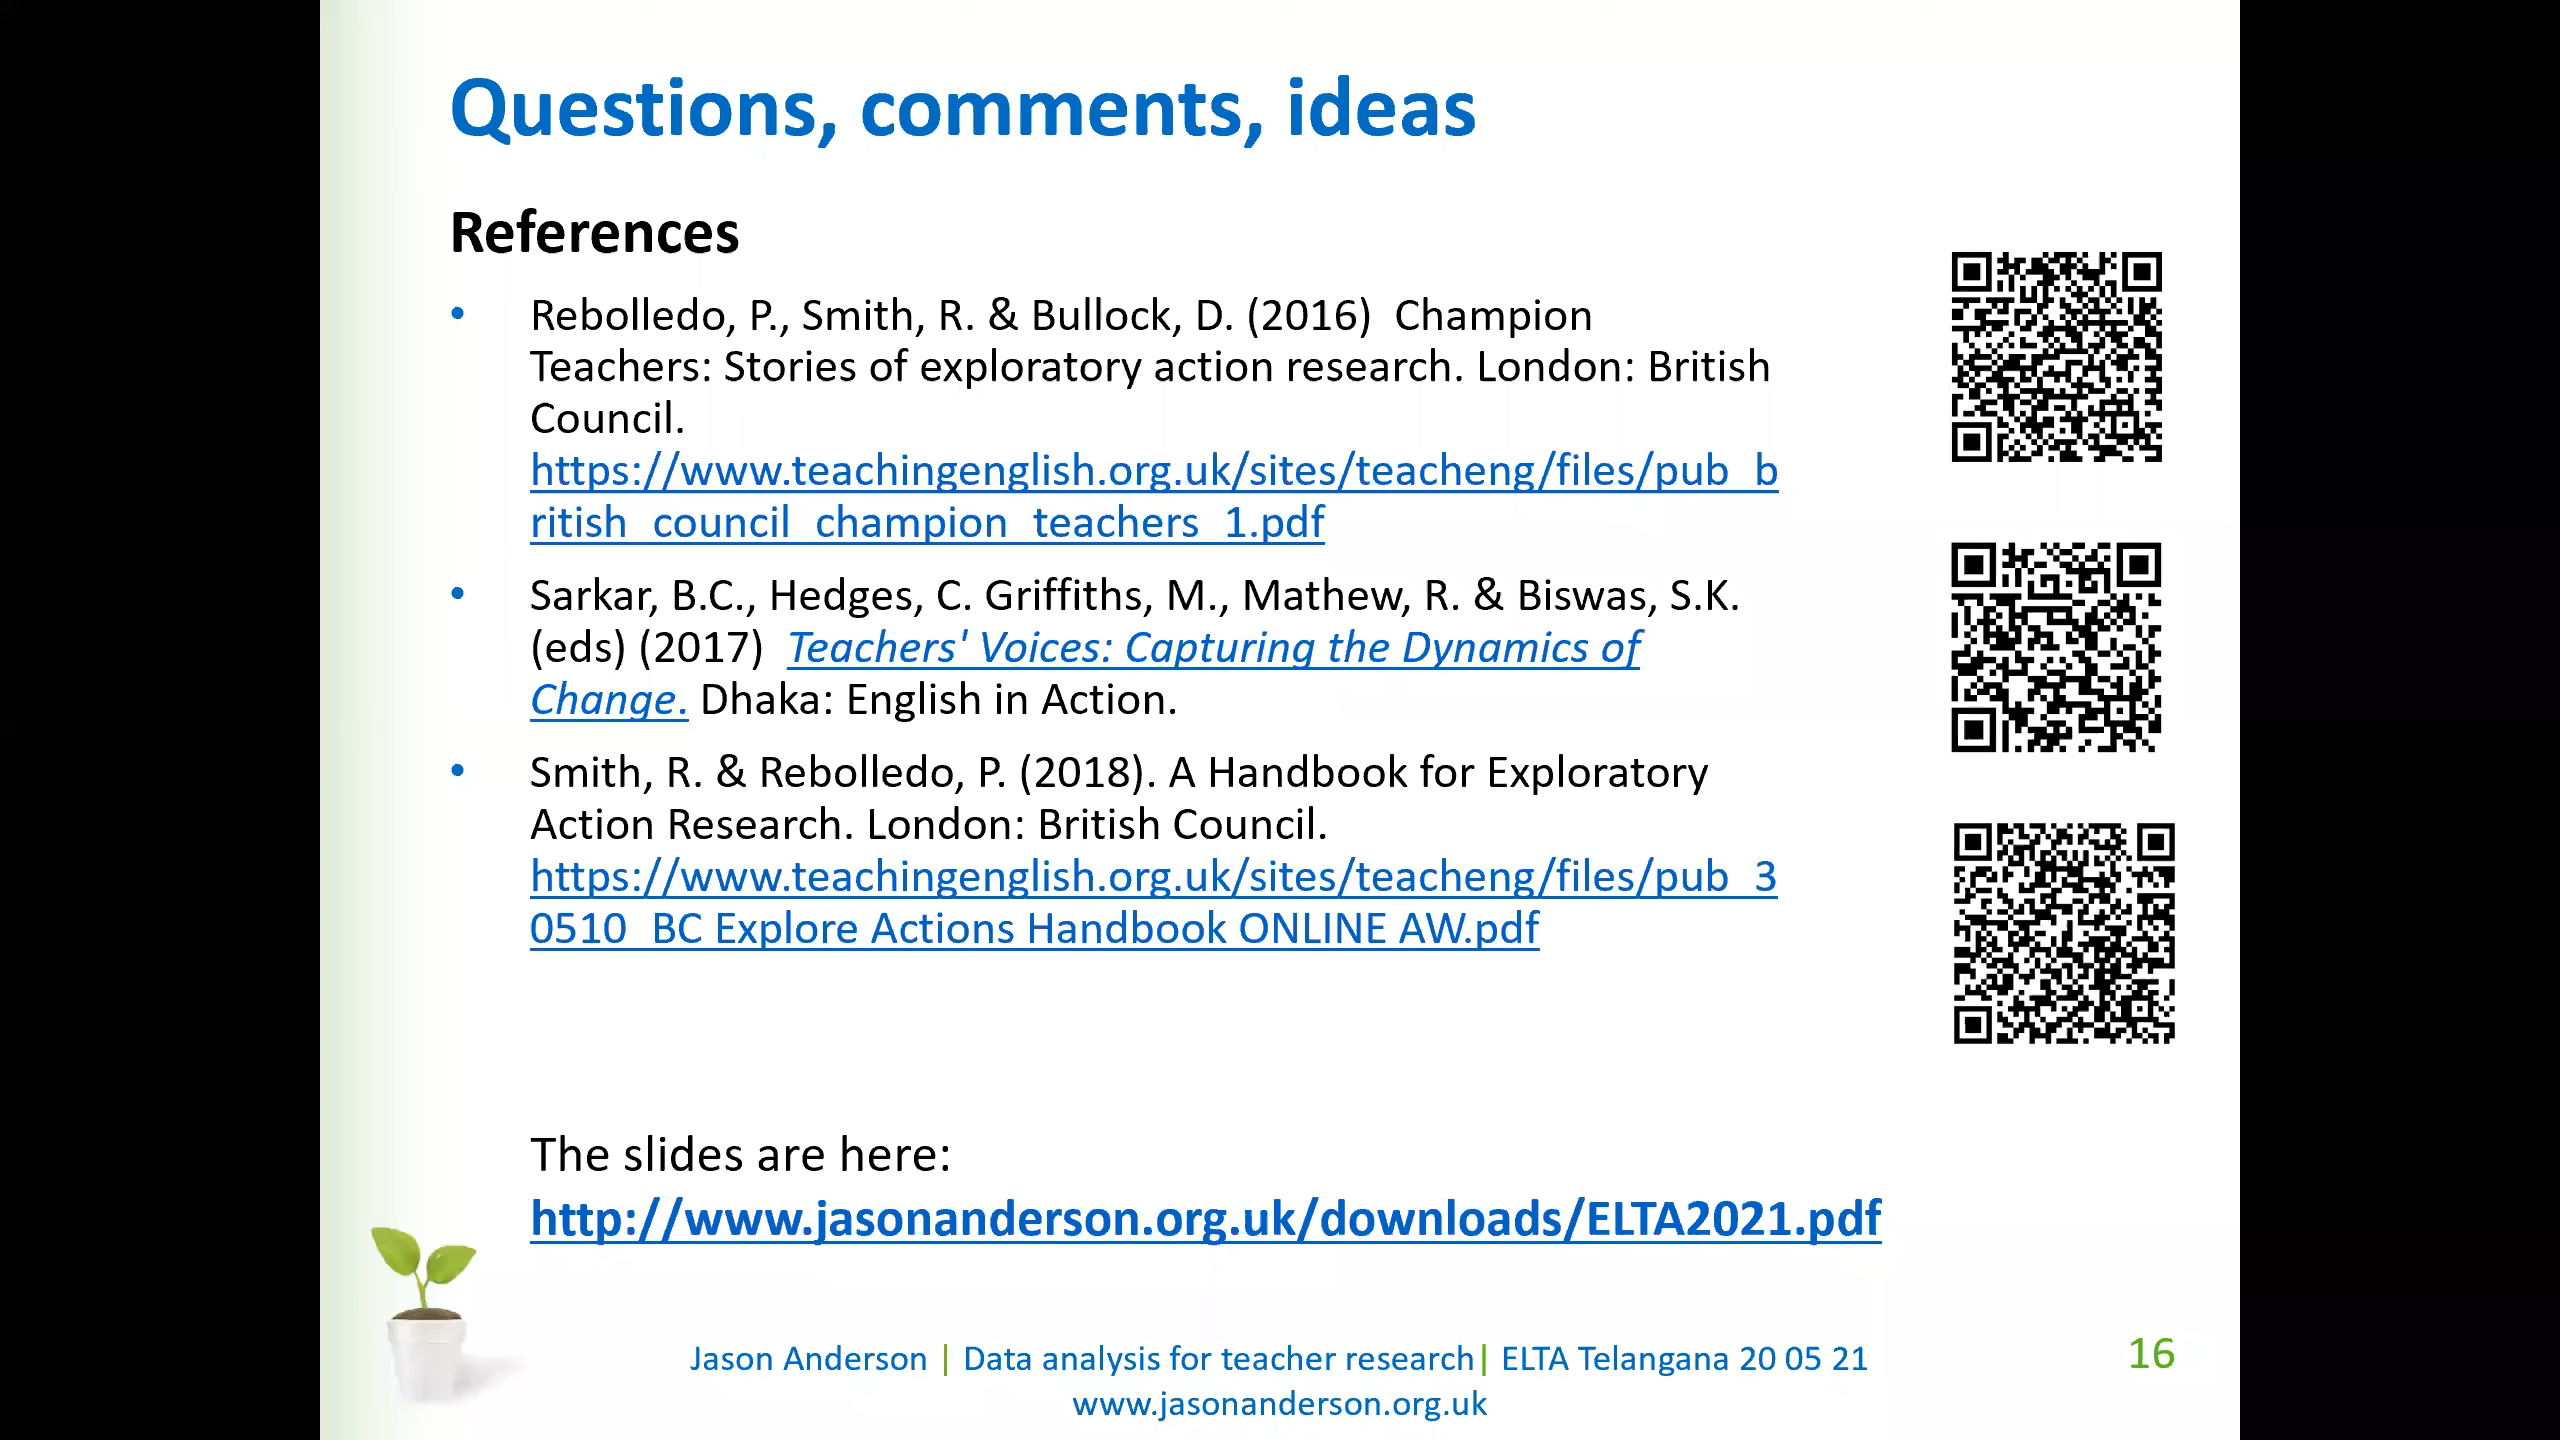 Questions, comments, ideas
References
• Rebolledo, P., Smith, R. & Bullock, D. (2016)  Champion
Teachers: Stories of exploratory action research. London: British
Council.
https://www.teachingenglish.org.uk/sites/teacheng/files/pub_b
ritish_council_champion_teachers_1.pdf
• Sarkar, B.C., Hedges, C. Griffiths, M., Mathew, R. & Biswas, S.K.
(eds) (2017)  Teachers' Voices: Capturing the Dynamics of
Change. Dhaka: English in Action.
• Smith, R. & Rebolledo, P. (2018). A Handbook for Exploratory
Action Research. London: British Council.
https://www.teachingenglish.org.uk/sites/teacheng/files/pub_3
0510_BC Explore Actions Handbook ONLINE AW.pdf
The slides are here:
http://www.jasonanderson.org.uk/downloads/ELTA2021.pdf
Jason Anderson | Data analysis for teacher research| ELTA Telangana 20 05 21
www.jasonanderson.org.uk
16